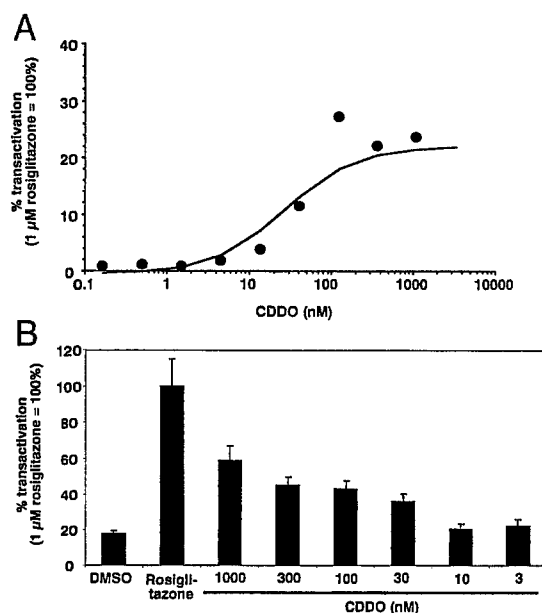 A
% transactivation
(1 µM rosiglitazone = 100%)
40
30
20
10
0
0.1 1 10 100 1000 10000
CDDO (nM)
B
% transactivation
(1 µM rosiglitazone = 100%)
120
100
80
60
40
20
0
DMSO Rosigli- 1000 300 100 30 10 3
tazone
CDDO (nM)